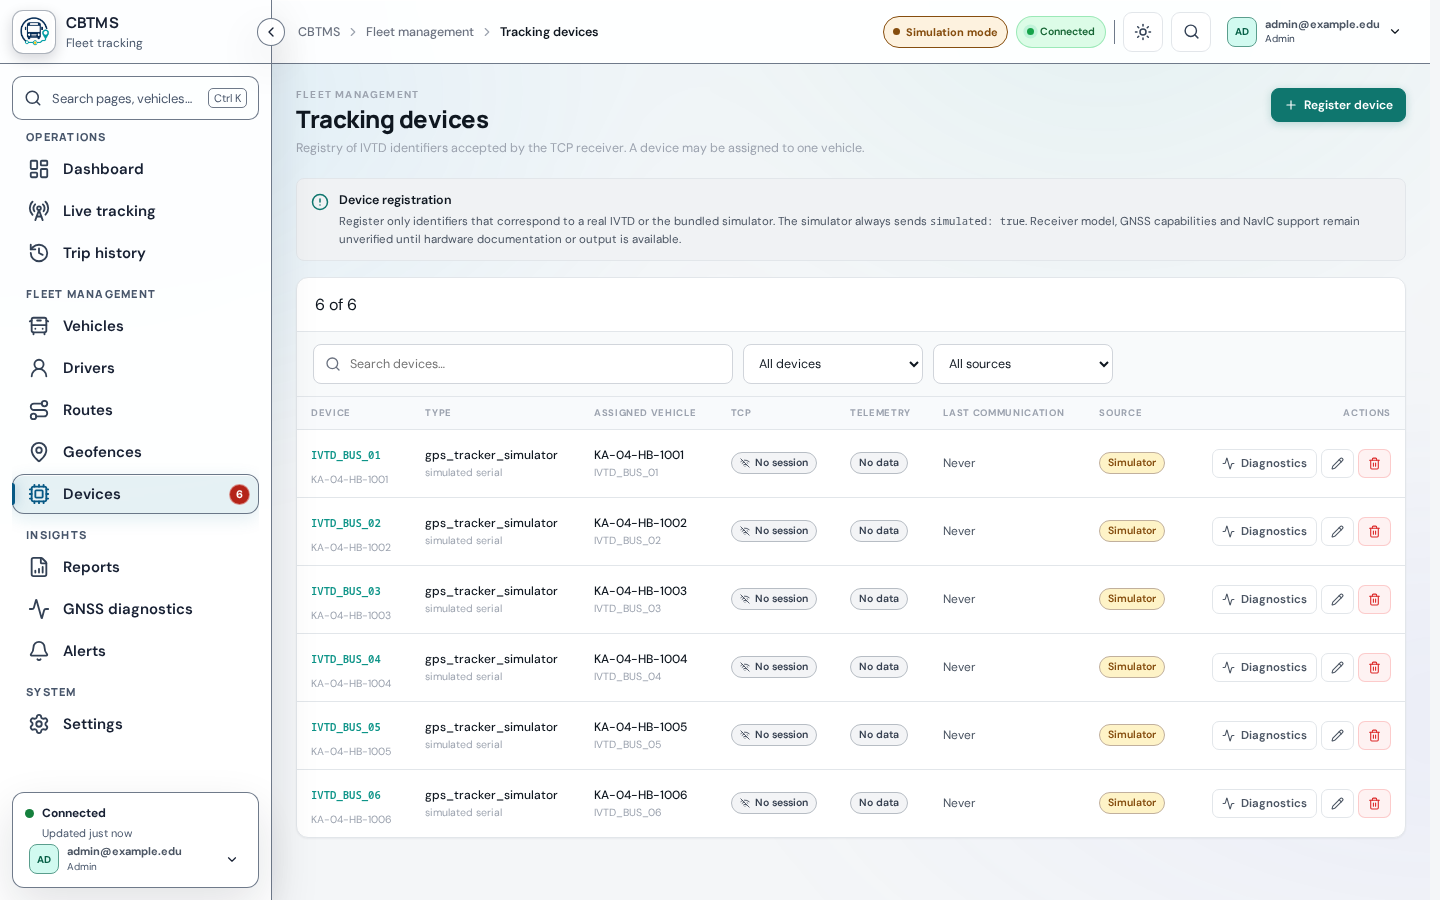 CBTMS
Fleet tracking
CBTMS > Fleet management > Tracking devices
Simulation mode
Connected
AD
admin@example.edu
Admin
Search pages, vehicles...
Ctrl K
OPERATIONS
Dashboard
Live tracking
Trip history
FLEET MANAGEMENT
Vehicles
Drivers
Routes
Geofences
Devices 6
INSIGHTS
Reports
GNSS diagnostics
Alerts
SYSTEM
Settings
Connected
Updated just now
AD
admin@example.edu
Admin
FLEET MANAGEMENT
Tracking devices
Registry of IVTD identifiers accepted by the TCP receiver. A device may be assigned to one vehicle.
Register device
Device registration
Register only identifiers that correspond to a real IVTD or the bundled simulator. The simulator always sends simulated: true. Receiver model, GNSS capabilities and NavIC support remain
unverified until hardware documentation or output is available.
6 of 6
Search devices... All devices All sources
DEVICE TYPE ASSIGNED VEHICLE TCP TELEMETRY LAST COMMUNICATION SOURCE ACTIONS
IVTD_BUS_01 gps_tracker_simulator KA-04-HB-1001 No session No data Never Simulator Diagnostics
KA-04-HB-1001 simulated serial IVTD_BUS_01
IVTD_BUS_02 gps_tracker_simulator KA-04-HB-1002 No session No data Never Simulator Diagnostics
KA-04-HB-1002 simulated serial IVTD_BUS_02
IVTD_BUS_03 gps_tracker_simulator KA-04-HB-1003 No session No data Never Simulator Diagnostics
KA-04-HB-1003 simulated serial IVTD_BUS_03
IVTD_BUS_04 gps_tracker_simulator KA-04-HB-1004 No session No data Never Simulator Diagnostics
KA-04-HB-1004 simulated serial IVTD_BUS_04
IVTD_BUS_05 gps_tracker_simulator KA-04-HB-1005 No session No data Never Simulator Diagnostics
KA-04-HB-1005 simulated serial IVTD_BUS_05
IVTD_BUS_06 gps_tracker_simulator KA-04-HB-1006 No session No data Never Simulator Diagnostics
KA-04-HB-1006 simulated serial IVTD_BUS_06